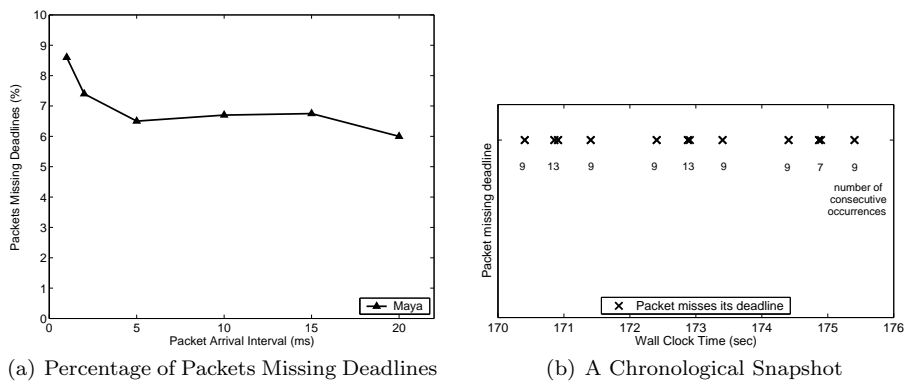 10
9
8
7
6
5
4
3
2
1
0
Packets Missing Deadlines (%)
Maya
0 5 10 15 20
Packet Arrival Interval (ms)
(a) Percentage of Packets Missing Deadlines
Packet missing deadline
9 13 9 9 13 9 9 7 9
number of
consecutive
occurrences
Packet misses its deadline
170 171 172 173 174 175 176
Wall Clock Time (sec)
(b) A Chronological Snapshot